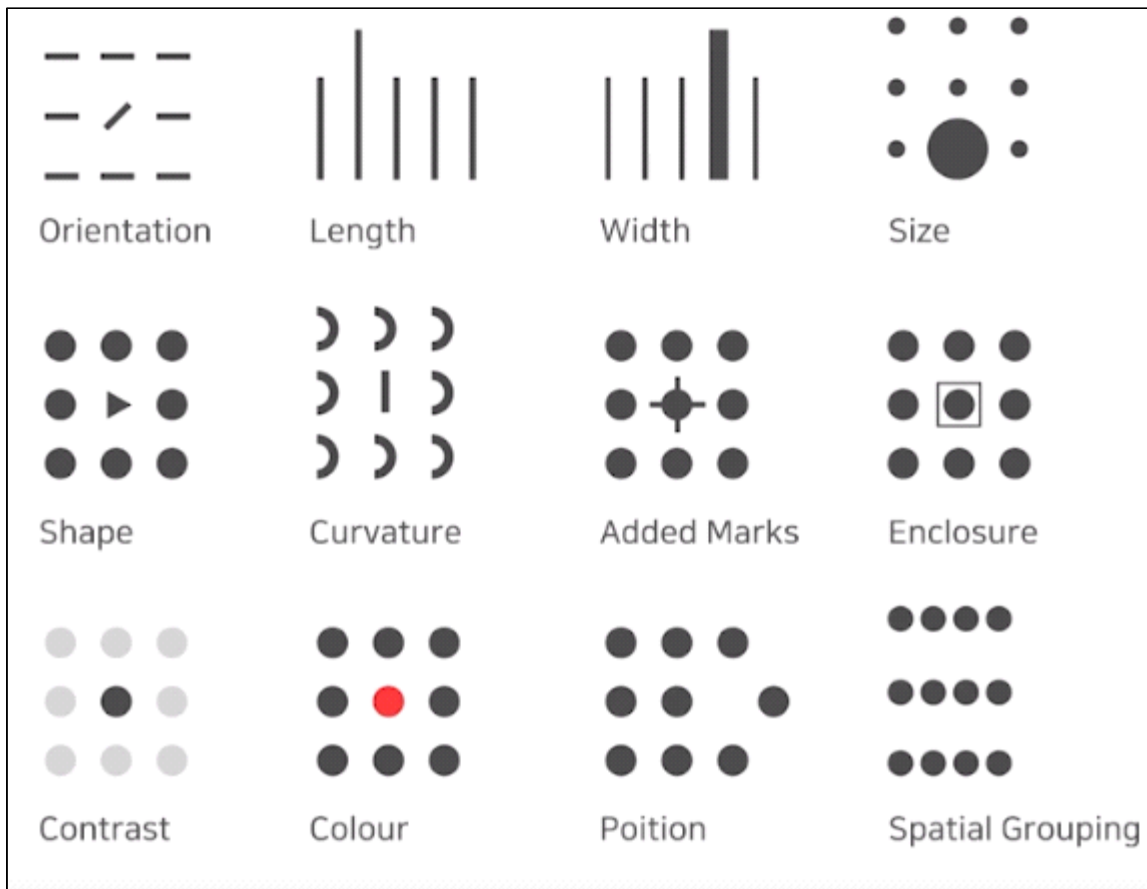 Orientation
Length
Width
Size
Shape
Curvature
Added Marks
Enclosure
Contrast
Colour
Poition
Spatial Grouping